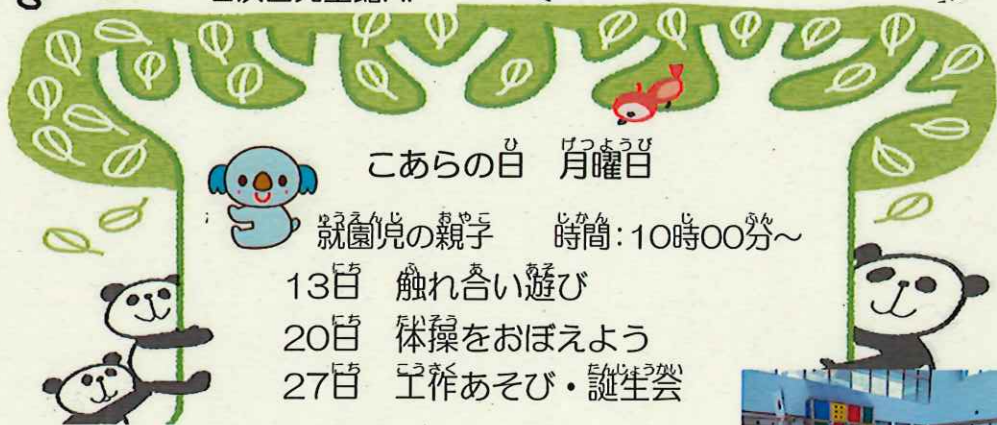 こあらの日 月曜日
就園児の親子 時間:10時00分～
13日 触れ合い遊び
20日 体操をおぼえよう
27日 工作あそび・誕生会